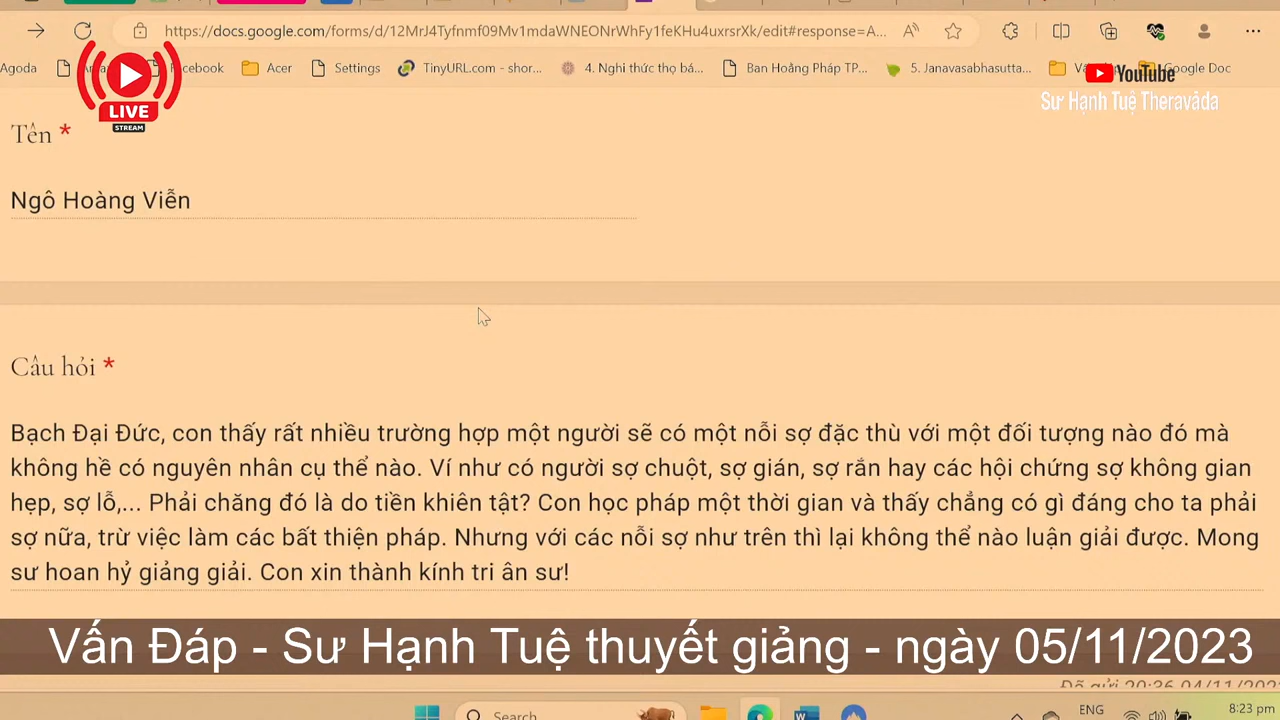 https://docs.google.com/forms/d/12MrJ4Tyfnmf09Mv1mdaWNEONrWhFy1feKHu4uxrsrXk/edit#response=A...
Agoda
Facebook
Acer
Settings
TinyURL.com - shor...
4. Nghi thức thọ bá...
Ban Hoằng Pháp TP...
5. Janavasabhasutta...
Google Doc
LIVE
STREAM
YouTube
Sư Hạnh Tuệ Theravāda
Tên *
Ngô Hoàng Viễn
Câu hỏi *
Bạch Đại Đức, con thấy rất nhiều trường hợp một người sẽ có một nỗi sợ đặc thù với một đối tượng nào đó mà
không hề có nguyên nhân cụ thể nào. Ví như có người sợ chuột, sợ gián, sợ rắn hay các hội chứng sợ không gian
hẹp, sợ lỗ,... Phải chăng đó là do tiền khiên tật? Con học pháp một thời gian và thấy chẳng có gì đáng cho ta phải
sợ nữa, trừ việc làm các bất thiện pháp. Nhưng với các nỗi sợ như trên thì lại không thể nào luận giải được. Mong
sư hoan hỷ giảng giải. Con xin thành kính tri ân sư!
Vấn Đáp - Sư Hạnh Tuệ thuyết giảng - ngày 05/11/2023
Search
ENG
8:23 pm